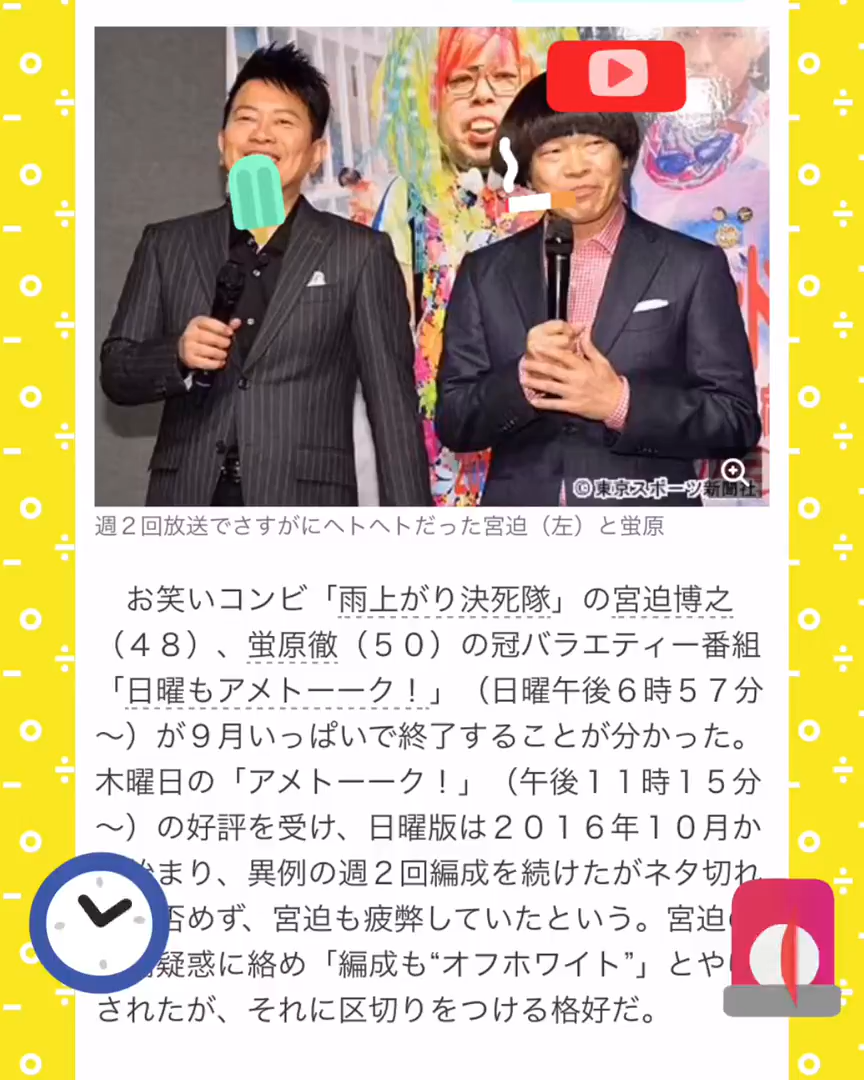 ©東京スポーツ新聞社
週２回放送でさすがにヘトヘトだった宮迫（左）と蛍原
お笑いコンビ「雨上がり決死隊」の宮迫博之
（４８）、蛍原徹（５０）の冠バラエティー番組
「日曜もアメトーーク！」（日曜午後６時５７分
〜）が９月いっぱいで終了することが分かった。
木曜日の「アメトーーク！」（午後１１時１５分
〜）の好評を受け、日曜版は２０１６年１０月か
まり、異例の週２回編成を続けたがネタ切れ
否めず、宮迫も疲弊していたという。宮迫
疑惑に絡め「編成も“オフホワイト”」とや
されたが、それに区切りをつける格好だ。